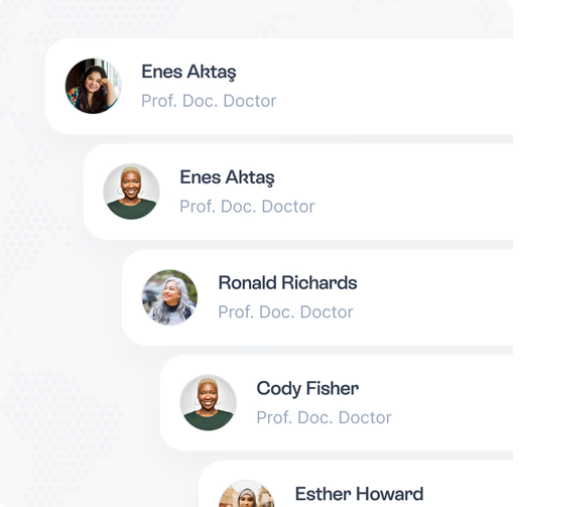 Enes Aktaş
Prof. Doc. Doctor
Enes Aktaş
Prof. Doc. Doctor
Ronald Richards
Prof. Doc. Doctor
Cody Fisher
Prof. Doc. Doctor
Esther Howard